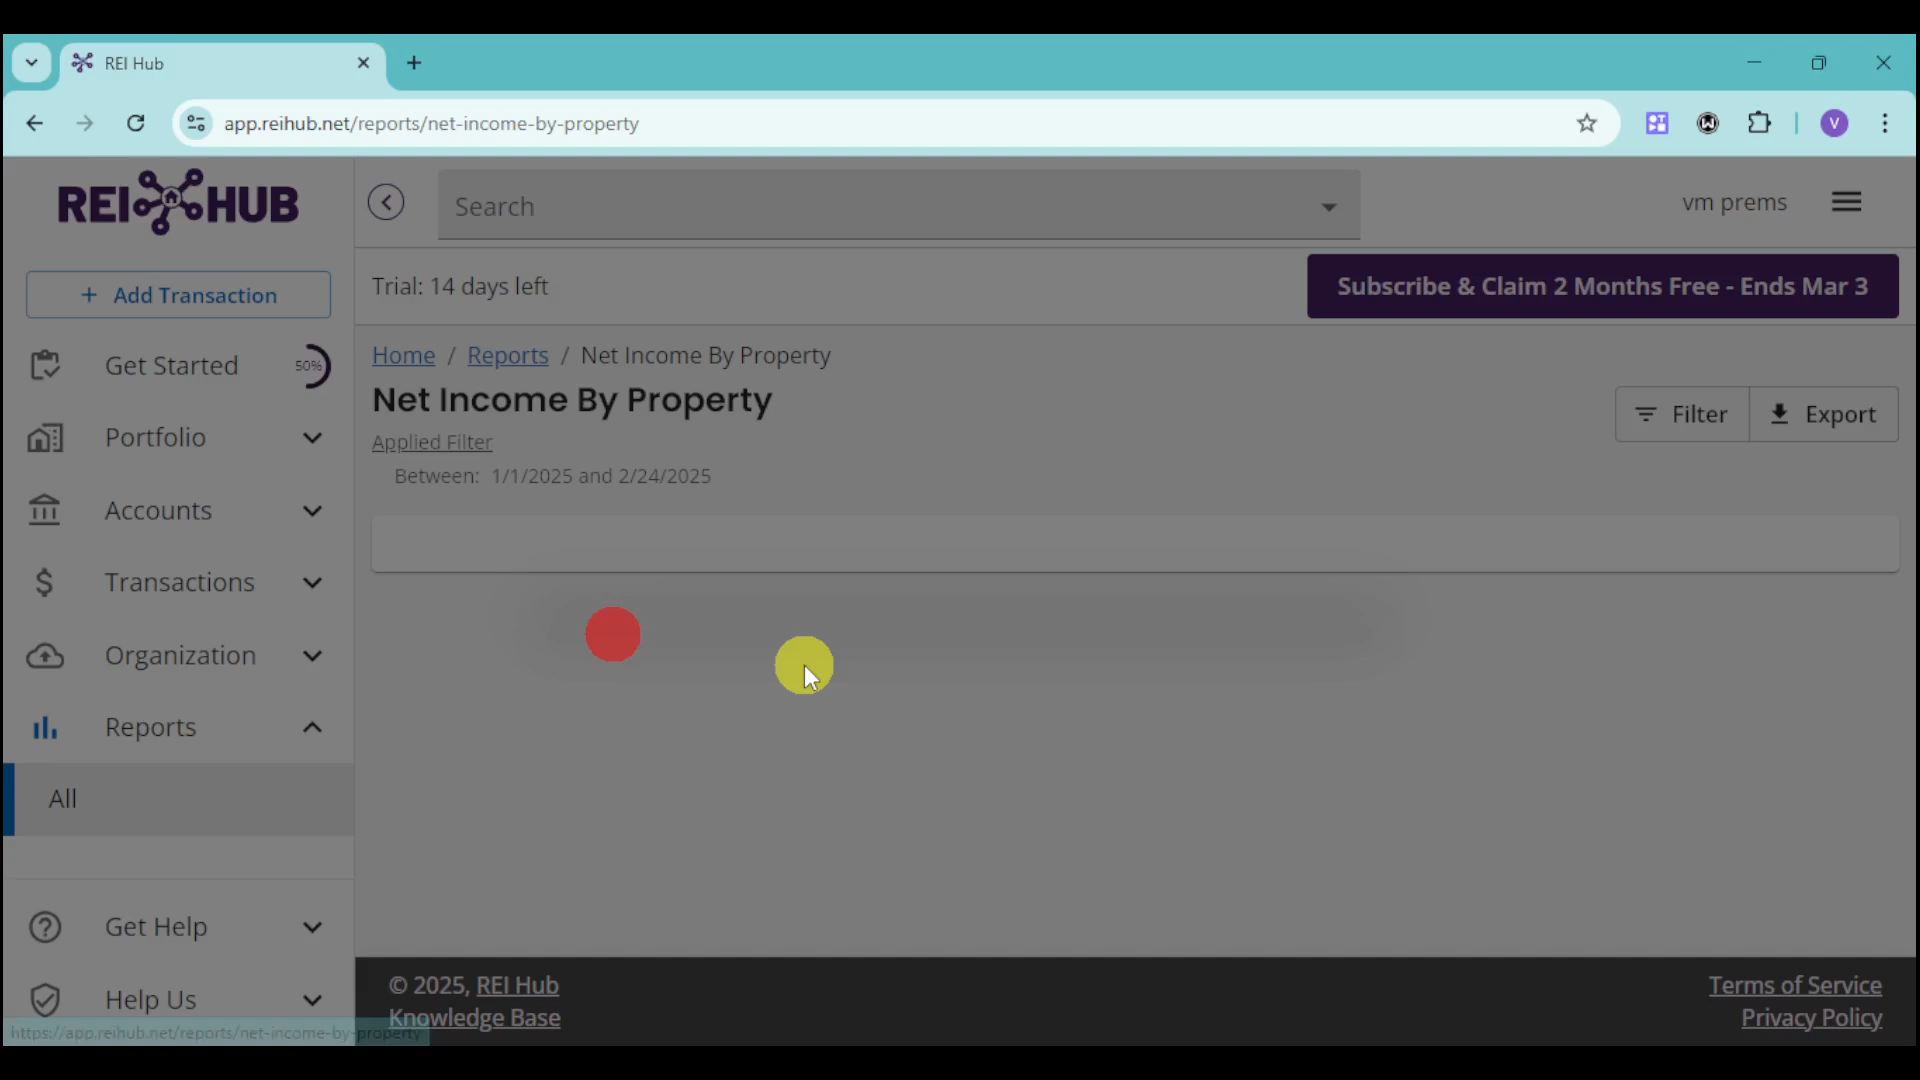 REI Hub
app.reihub.net/reports/net-income-by-property
V
REI HUB
Search
vm prems
+ Add Transaction
Trial: 14 days left
Subscribe & Claim 2 Months Free - Ends Mar 3
Get Started 50%
Home / Reports / Net Income By Property
Net Income By Property
Filter
Export
Applied Filter
Between: 1/1/2025 and 2/24/2025
Portfolio
Accounts
Transactions
Organization
Reports
All
Get Help
Help Us
© 2025, REI Hub
Knowledge Base
Terms of Service
Privacy Policy
https://app.reihub.net/reports/net-income-by-property